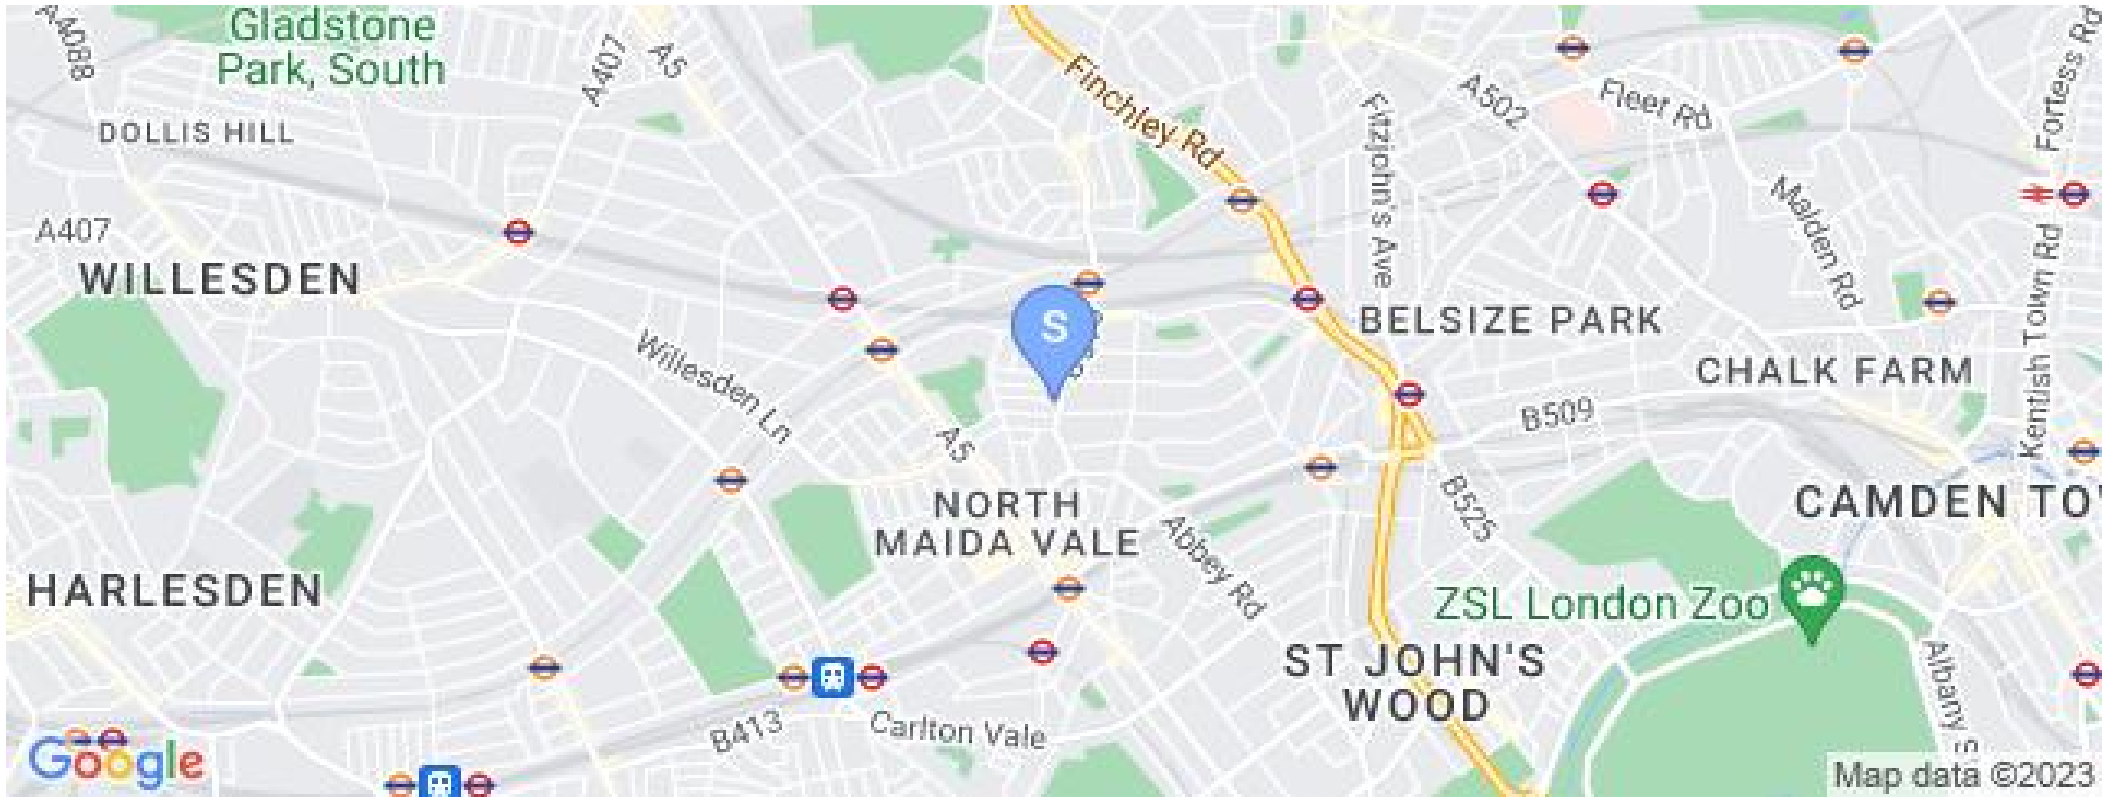 Gladstone
Park, South
A4088
A407
A5
Finchley Rd
Fitzjohn's Ave
A502
Fleet Rd
Fortess Rd
DOLLIS HILL
Malden Rd
A407
WILLESDEN
S
Kentish Town Rd
BELSIZE PARK
Willesden Ln
CHALK FARM
B509
A5
NORTH
MAIDA VALE
B525
CAMDEN TO
Abbey Rd
HARLESDEN
ZSL London Zoo
ST JOHN'S
WOOD
Albany S
B413
Carlton Vale
Google
Map data ©2023